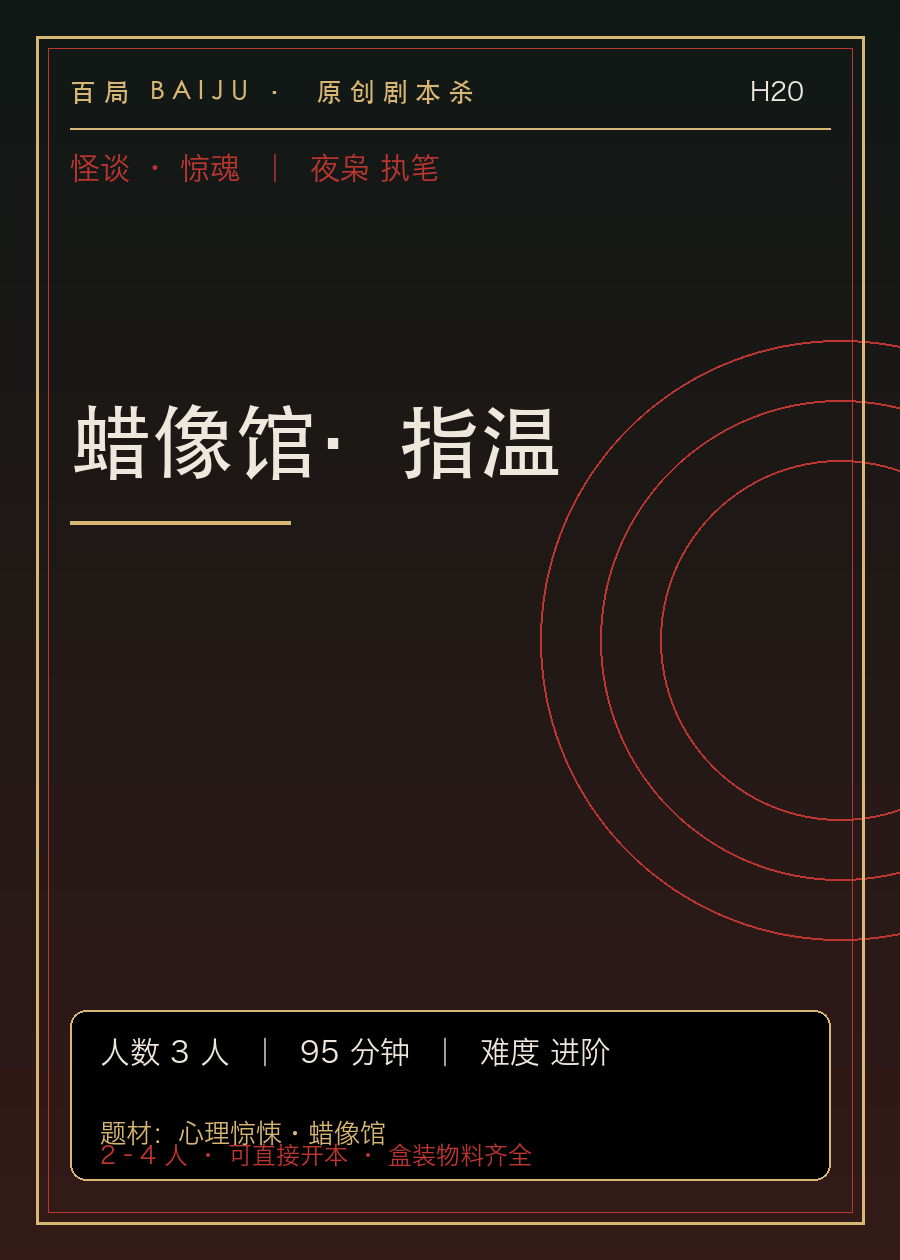 百局 BAIJU · 原创剧本杀 H20
怪谈 · 惊魂 | 夜枭 执笔
蜡像馆· 指温
人数 3 人 | 95 分钟 | 难度 进阶
题材: 心理惊悚·蜡像馆
2-4 人 · 可直接开本 · 盒装物料齐全